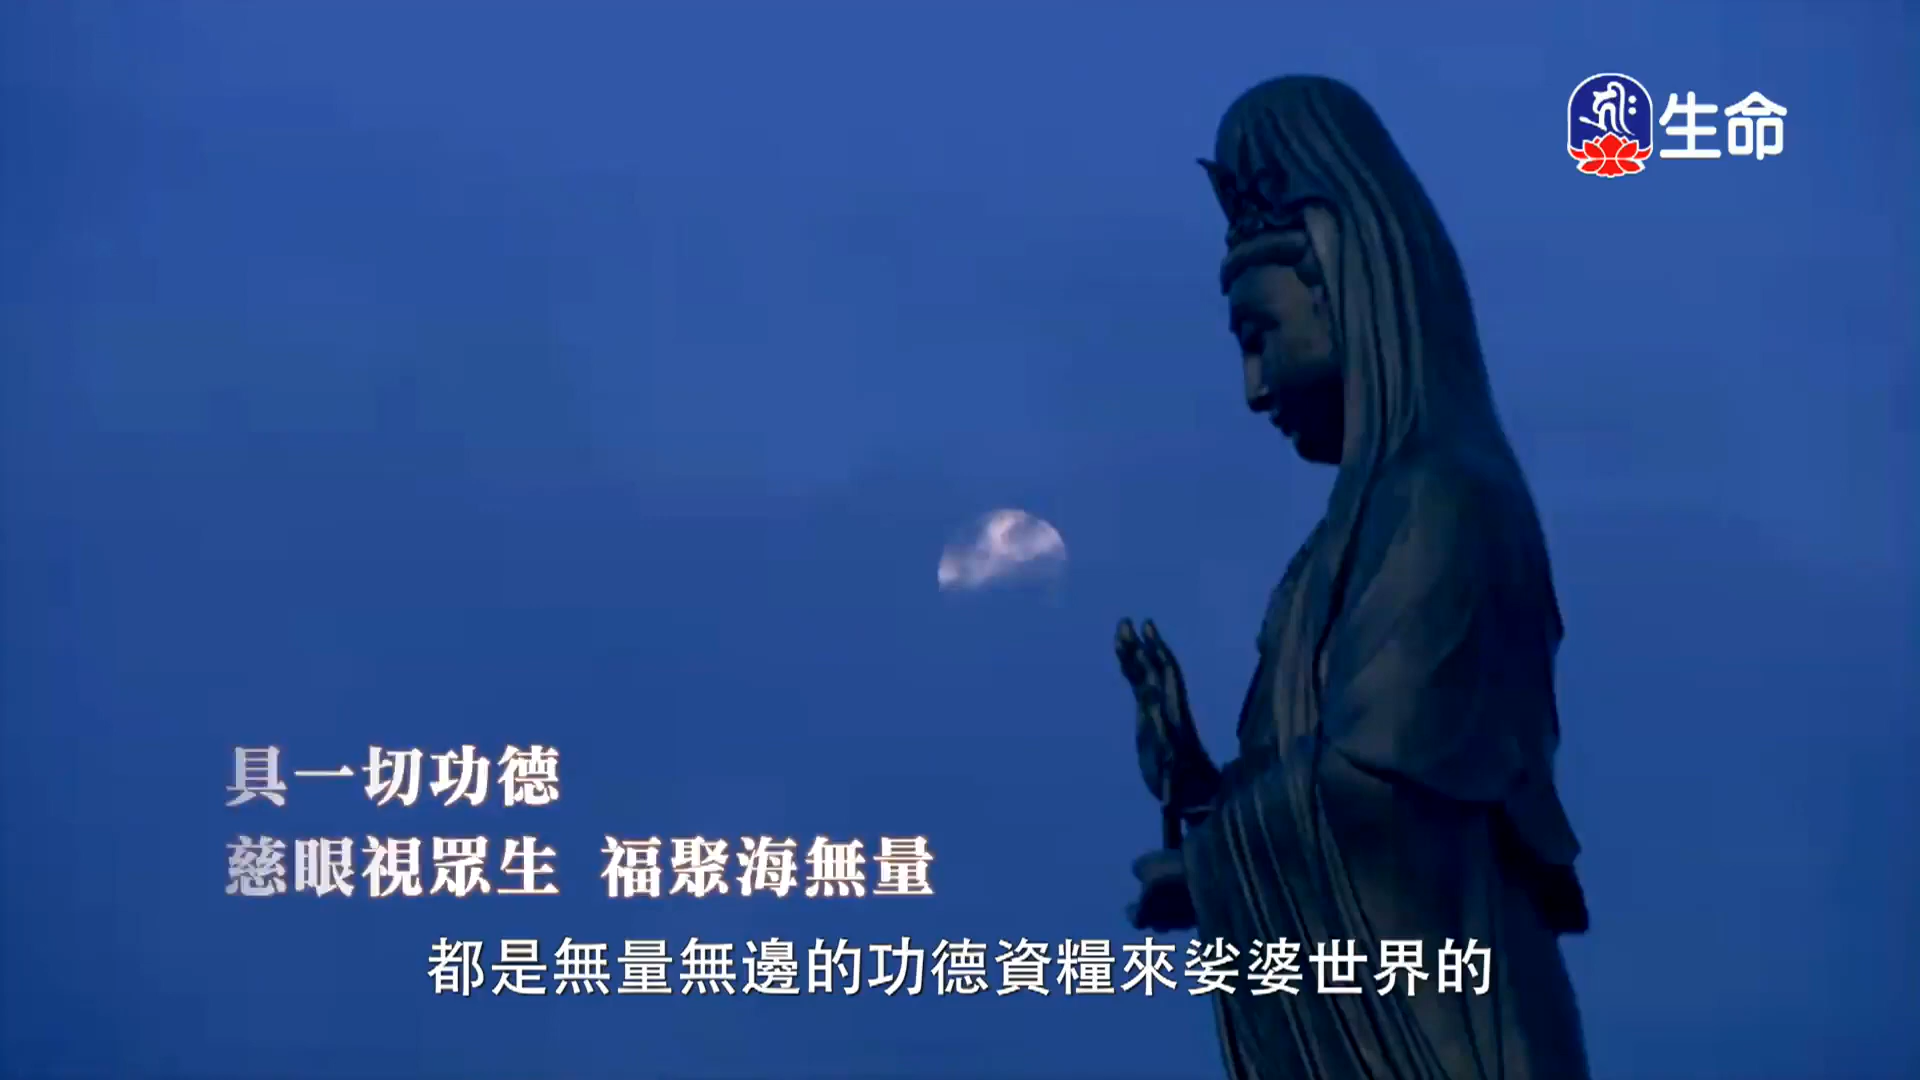 生命
具一切功德
慈眼視眾生 福聚海無量
都是無量無邊的功德資糧來娑婆世界的